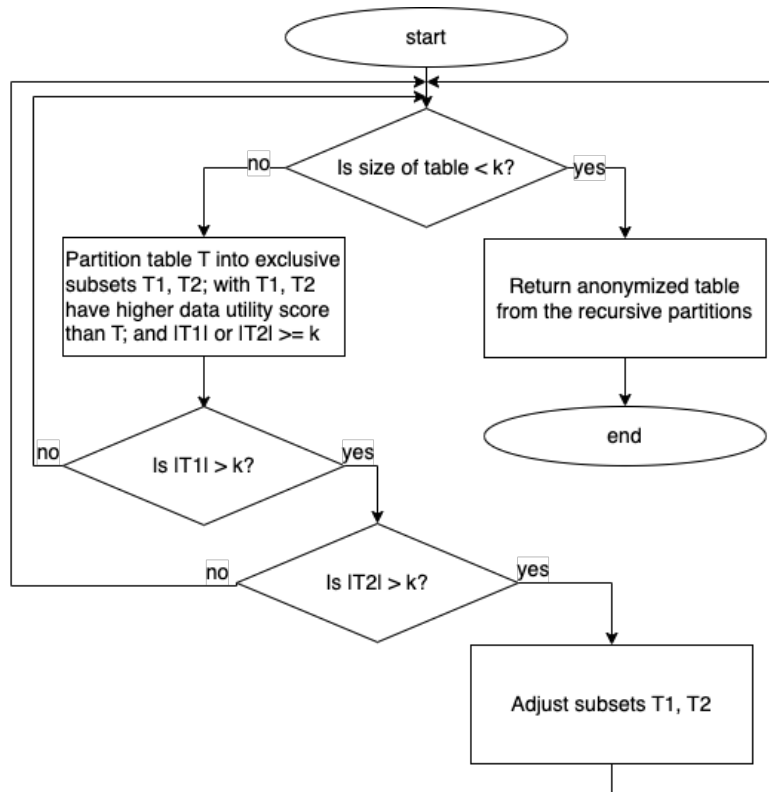 start
Is size of table < k?
no
yes
Partition table T into exclusive
subsets T1, T2; with T1, T2
have higher data utility score
than T; and |T1| or |T2| >= k
Return anonymized table
from the recursive partitions
end
Is |T1| > k?
no
yes
Is |T2| > k?
no
yes
Adjust subsets T1, T2